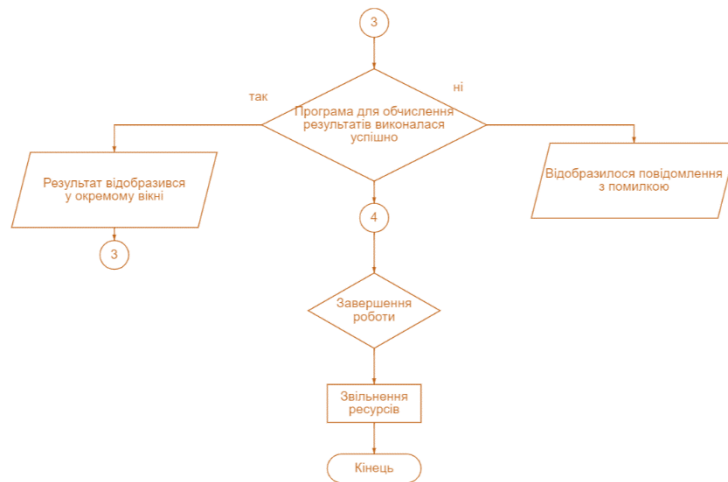 3
так
ні
Програма для обчислення
результатів виконалася
успішно
Результат відобразився
у окремому вікні
Відобразилося повідомлення
з помилкою
4
3
Завершення
роботи
Звільнення
ресурсів
Кінець